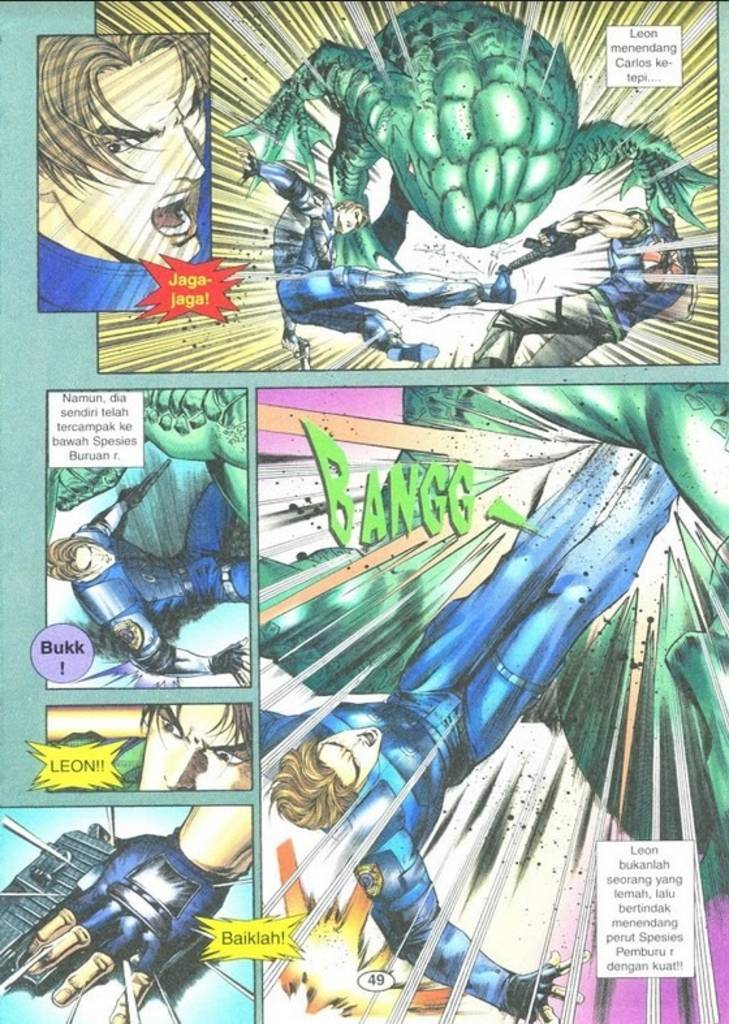 Leon
menendang
Carlos ke-
tepi....
Jaga-
jaga!
Namun, dia
sendiri telah
tercampak ke
bawah Spesies
Buruan r.
BANGG
Bukk
!
LEON!!
Baiklah!
Leon
bukanlah
seorang yang
lemah, lalu
bertindak
menendang
perut Spesies
Pemburu r
dengan kuat!!
49